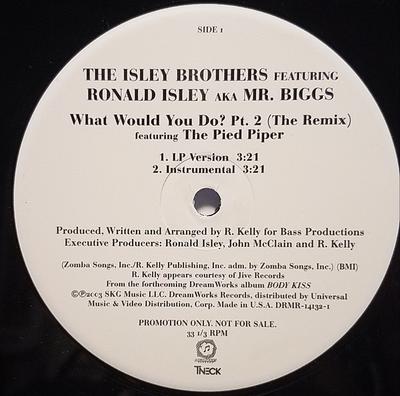 SIDE 1
THE ISLEY BROTHERS FEATURING
RONALD ISLEY AKA MR. BIGGS
What Would You Do? Pt. 2 (The Remix)
featuring The Pied Piper
1. LP Version 3:21
2. Instrumental 3:21
Produced, Written and Arranged by R. Kelly for Bass Productions
Executive Producers: Ronald Isley, John McClain and R. Kelly
(Zomba Songs, Inc./R. Kelly Publishing, Inc. adm. by Zomba Songs, Inc.) (BMI)
R. Kelly appears courtesy of Jive Records
From the forthcoming DreamWorks album BODY KISS
©℗2003 SKG Music LLC. DreamWorks Records, distributed by Universal
Music & Video Distribution, Corp. Made in U.S.A. DRMR-14132-1
PROMOTION ONLY. NOT FOR SALE.
33 1/3 RPM
TNECK